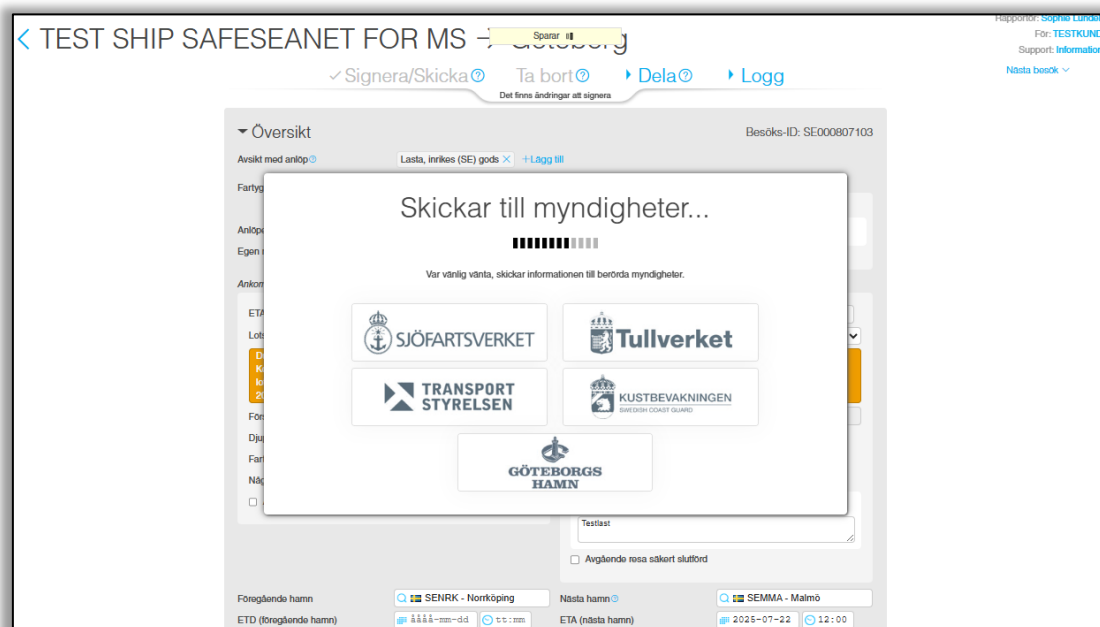 Rapportör: Sophie Lunde
TEST SHIP SAFESEANET FOR MS → Göteborg
Sparar
För: TESTKUND
Support: Information
Nästa besök
Signera/Skicka
Ta bort
Dela
Logg
Det finns ändringar att signera
Översikt
Besöks-ID: SE000807103
Avsikt med anlöp
Lasta, inrikes (SE) gods
+Lägg till
Skickar till myndigheter...
Var vänlig vänta, skickar informationen till berörda myndigheter.
ETA
SJÖFARTSVERKET
Tullverket
TRANSPORT
STYRELSEN
KUSTBEVAKNINGEN
SWEDISH COAST GUARD
GÖTEBORGS
HAMN
Testlast
Avgående resa säkert slutförd
Föregående hamn
SENRK - Norrköping
Nästa hamn
SEMMA - Malmö
ETD (föregående hamn)
åååå-mm-dd
tt:mm
ETA (nästa hamn)
2025-07-22
12:00